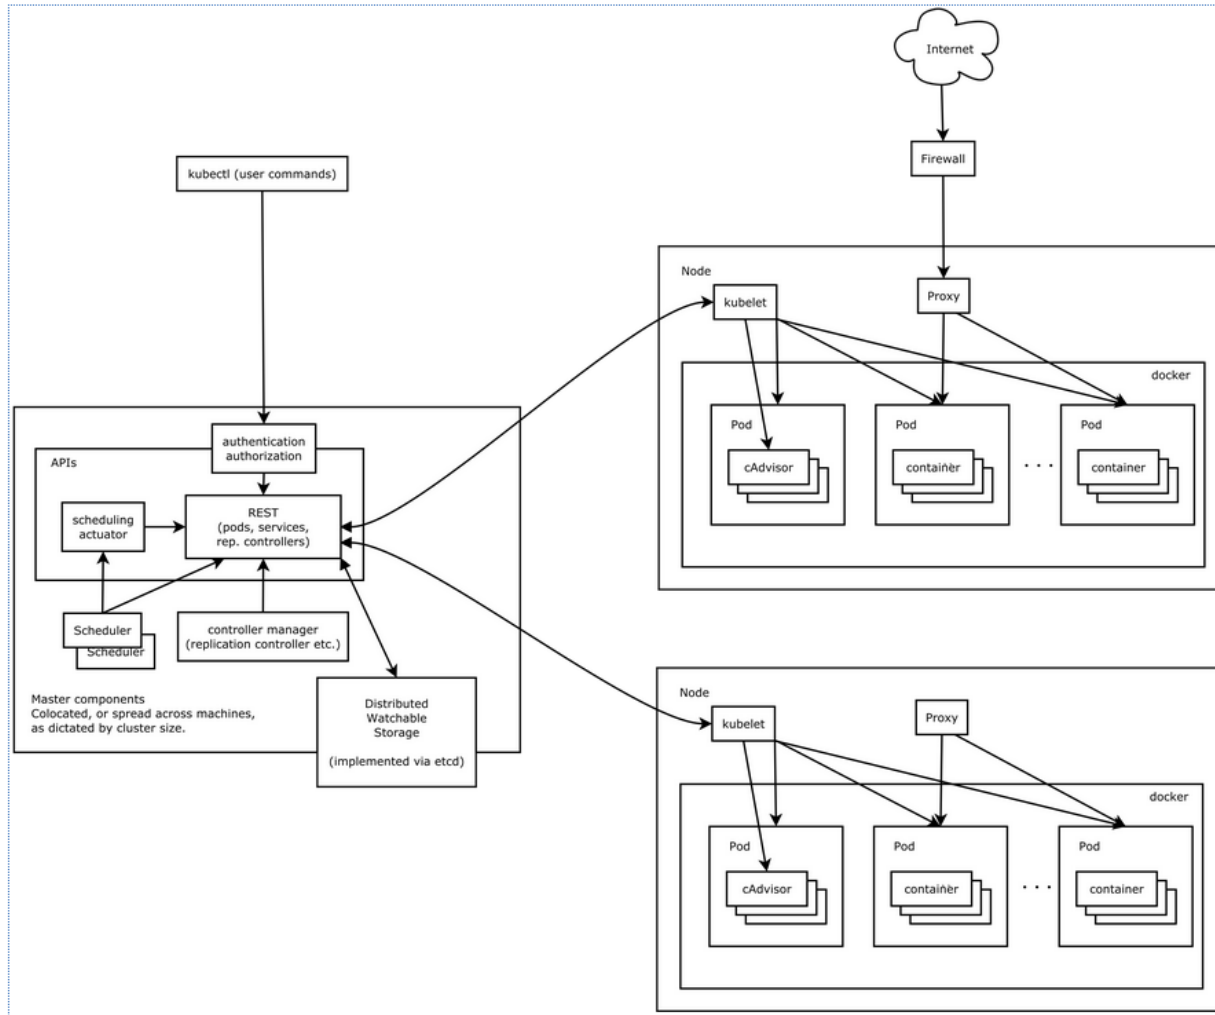 Internet
Firewall
kubectl (user commands)
authentication
authorization
APIs
scheduling
actuator
REST
(pods, services,
rep. controllers)
Scheduler
Scheduler
controller manager
(replication controller etc.)
Master components
Colocated, or spread across machines,
as dictated by cluster size.
Distributed
Watchable
Storage
(implemented via etcd)
Node
kubelet
Proxy
docker
Pod
cAdvisor
Pod
container
. . .
Pod
container
Node
kubelet
Proxy
docker
Pod
cAdvisor
Pod
container
. . .
Pod
container